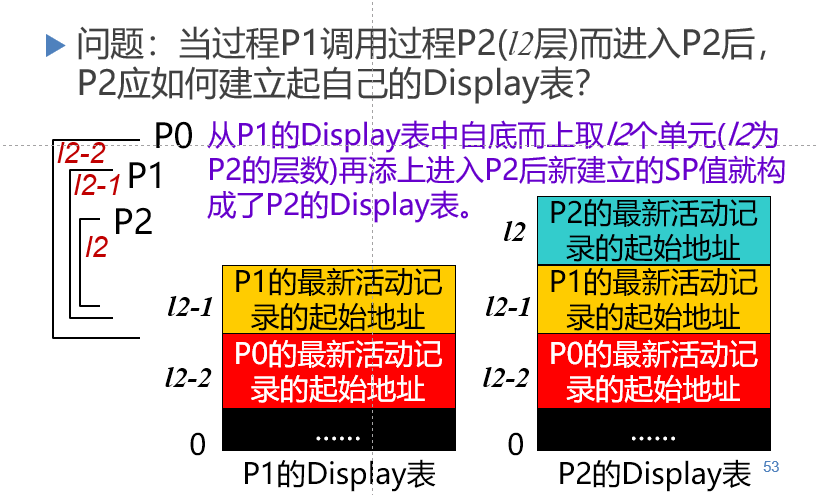 问题：当过程P1调用过程P2(l2层)而进入P2后，
P2应如何建立起自己的Display表？
从P1的Display表中自底而上取l2个单元(l2为
P2的层数)再添上进入P2后新建立的SP值就构
成了P2的Display表。
P0
l2-2
P1
l2-1
P2
l2
P1的最新活动记
录的起始地址
l2-1
P0的最新活动记
录的起始地址
l2-2
......
0
P1的Display表
P2的最新活动记
录的起始地址
l2
P1的最新活动记
录的起始地址
l2-1
P0的最新活动记
录的起始地址
l2-2
......
0
P2的Display表
53